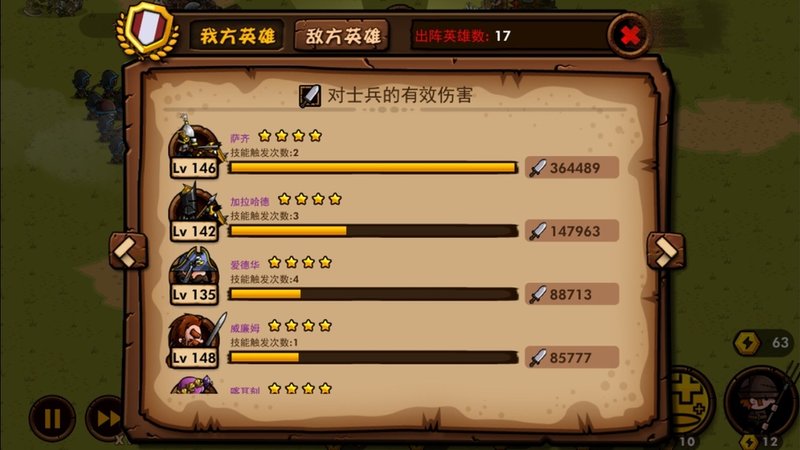 我方英雄
敌方英雄
出阵英雄数: 17
对士兵的有效伤害
萨齐
技能触发次数:2
Lv 146
364489
加拉哈德
技能触发次数:3
Lv 142
147963
爱德华
技能触发次数:4
Lv 135
88713
威廉姆
技能触发次数:1
Lv 148
85777
63
X
10
12